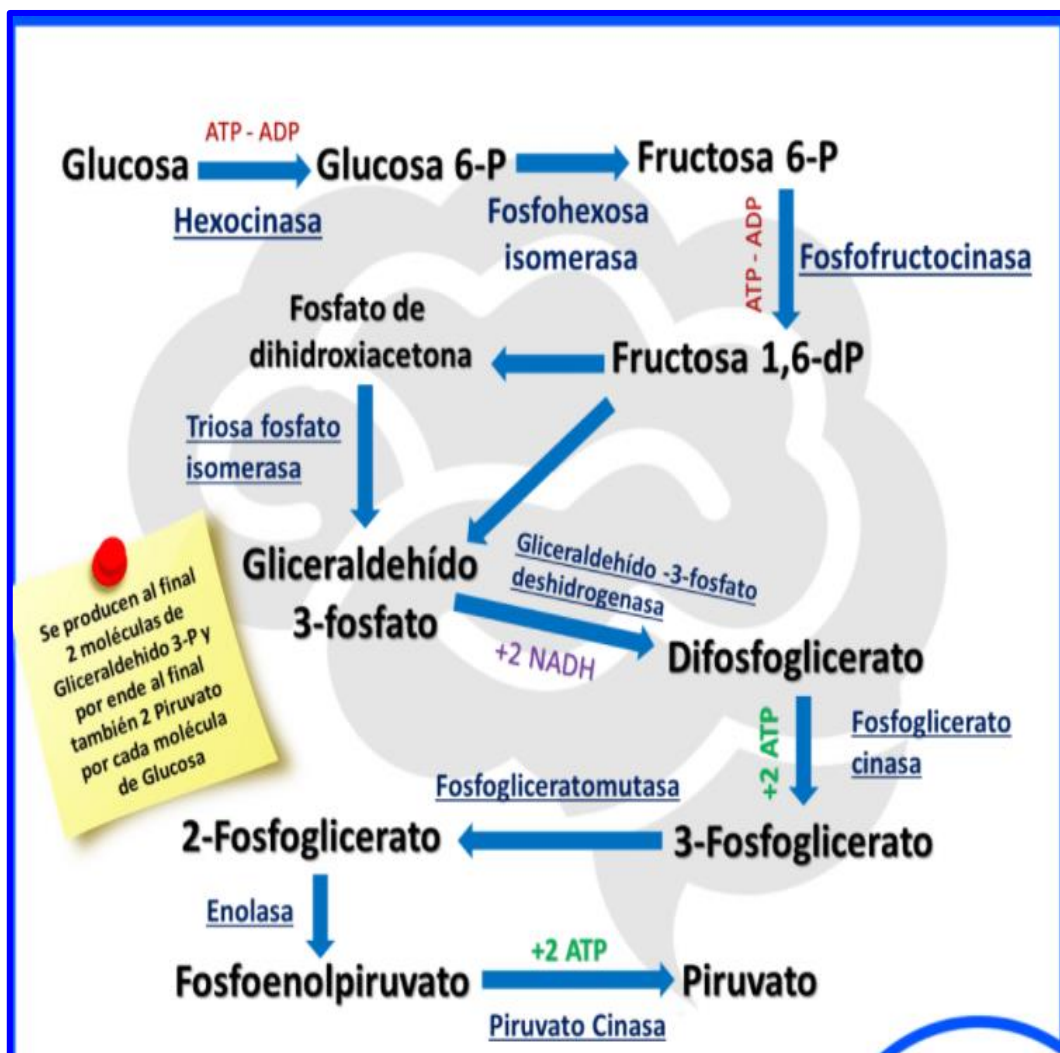 ATP - ADP
Glucosa
Glucosa 6-P
Fructosa 6-P
Hexocinasa
Fosfohexosa
isomerasa
ATP - ADP
Fosfofructocinasa
Fosfato de
dihidroxiacetona
Fructosa 1,6-dP
Triosa fosfato
isomerasa
Gliceraldehído
3-fosfato
Gliceraldehído -3-fosfato
deshidrogenasa
+2 NADH
Difosfoglicerato
Se producen al final
2 moléculas de
Gliceraldehido 3-P y
por ende al final
también 2 Piruvato
por cada molécula
de Glucosa
+2 ATP
Fosfoglicerato
cinasa
Fosfogliceratomutasa
2-Fosfoglicerato
3-Fosfoglicerato
Enolasa
+2 ATP
Fosfoenolpiruvato
Piruvato
Piruvato Cinasa